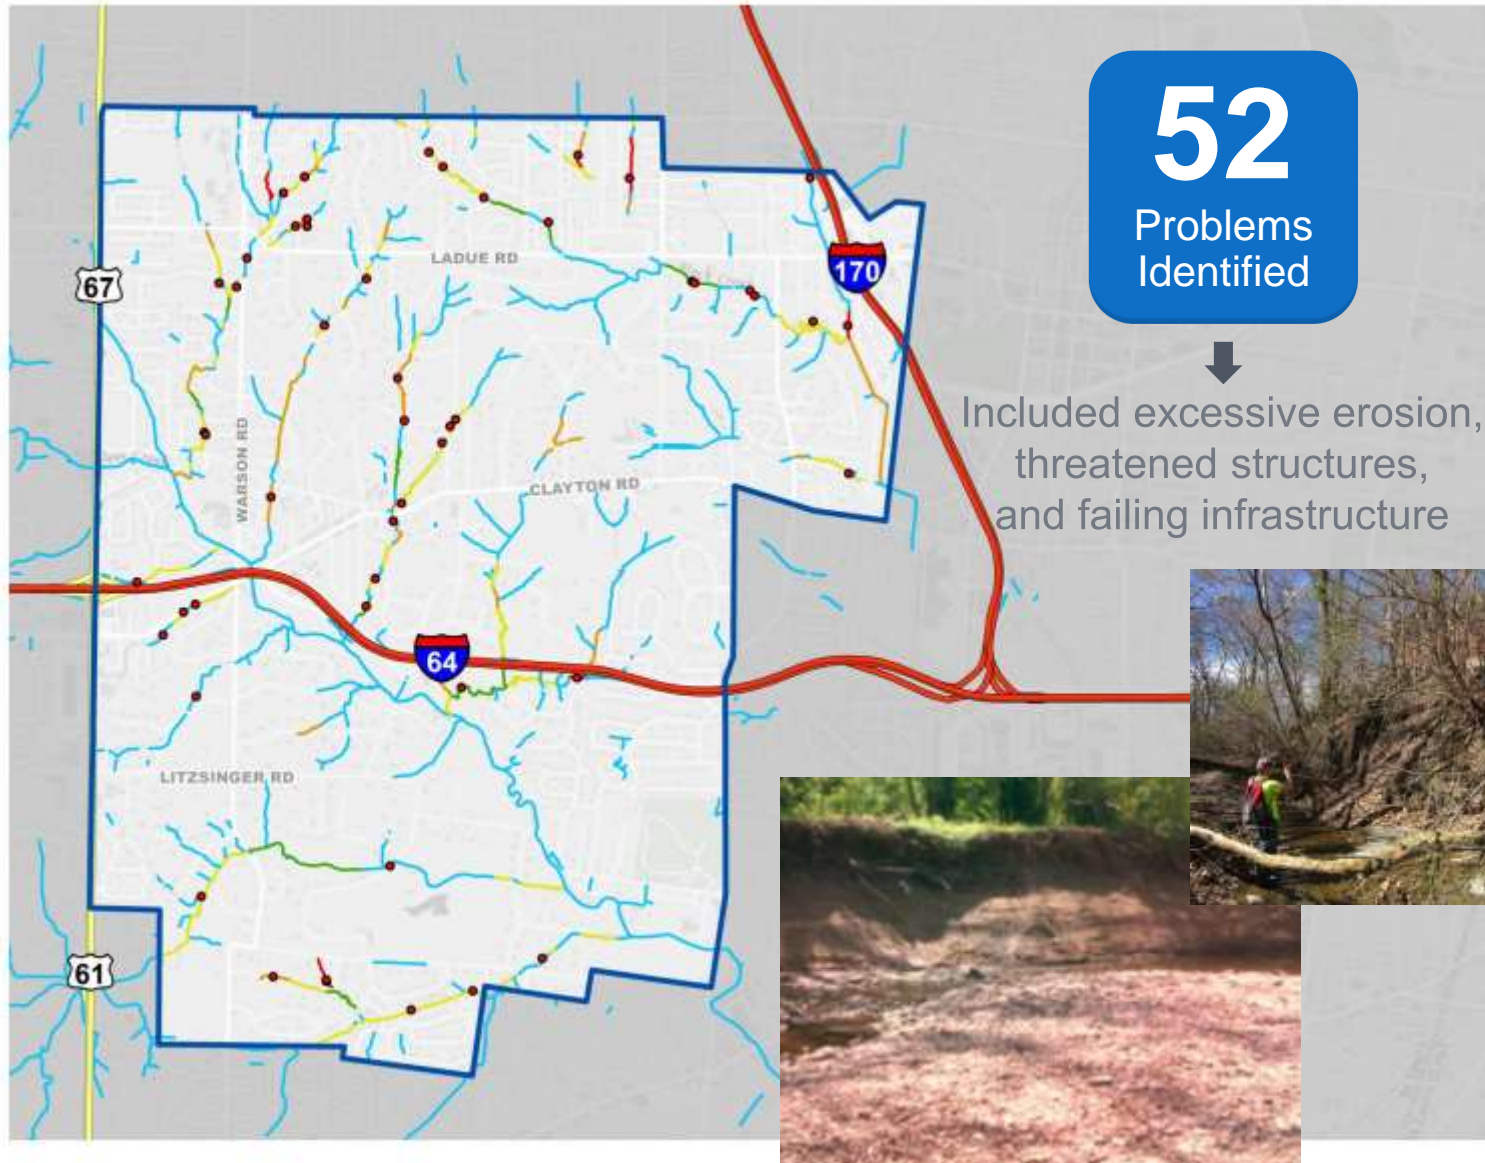 52
Problems
Identified
Included excessive erosion,
threatened structures,
and failing infrastructure
170
LADUE RD
67
WARSON RD
CLAYTON RD
64
LITZSINGER RD
61